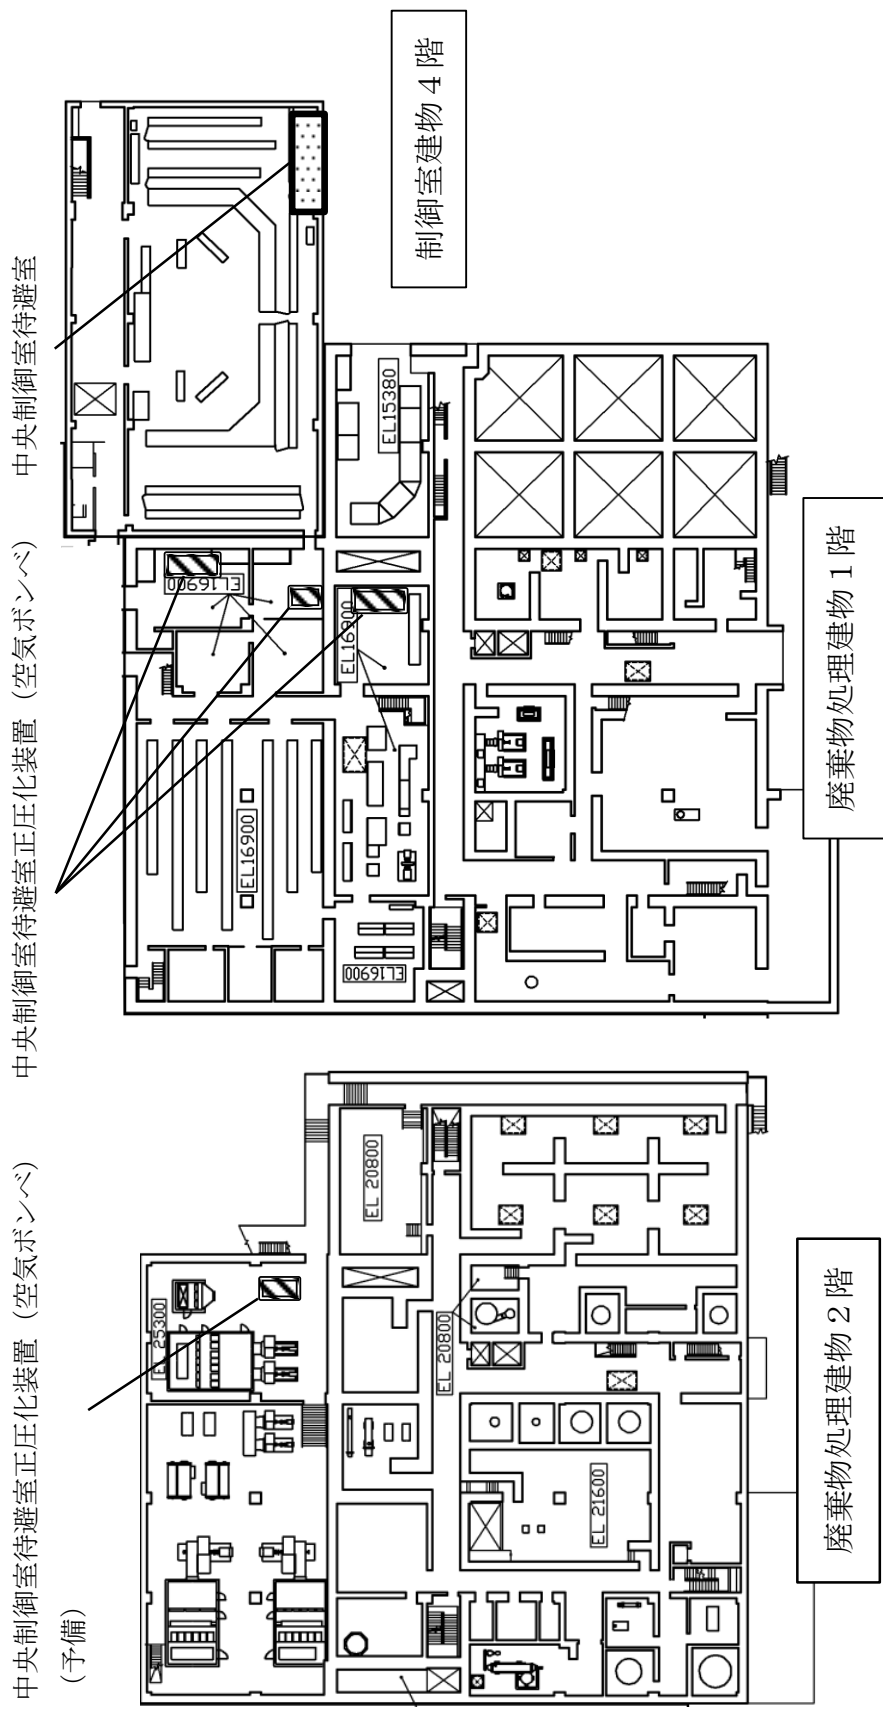 中央制御室待避室正圧化装置(空気ボンベ)
(予備)
中央制御室待避室正圧化装置(空気ボンベ)
中央制御室待避室
EL 25300
EL 20800
EL 20800
EL 21600
廃棄物処理建物 2 階
EL16900
EL16900
EL16900
EL16900
EL15380
廃棄物処理建物 1 階
制御室建物 4 階